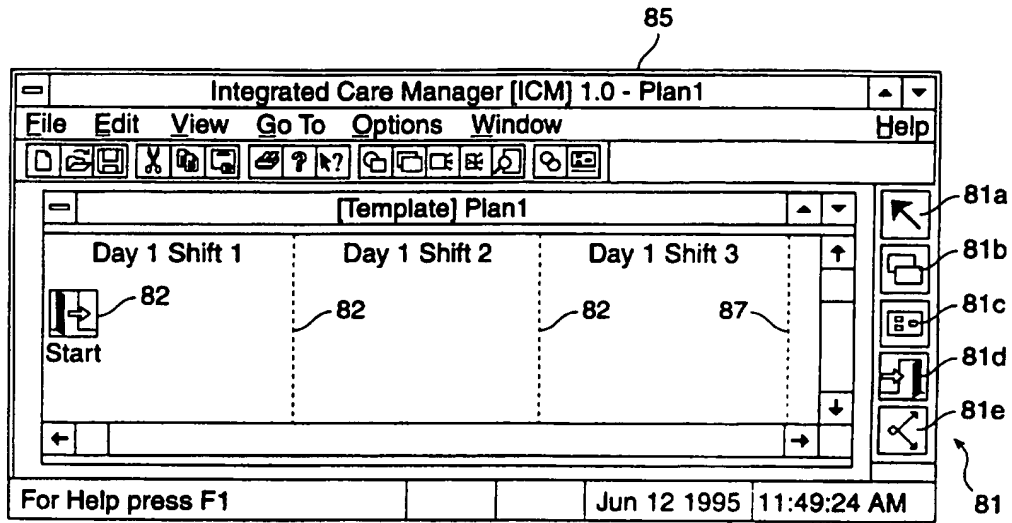 85
Integrated Care Manager [ICM] 1.0 - Plan1
File Edit View Go To Options Window Help
? ?
[Template] Plan1
Day 1 Shift 1 Day 1 Shift 2 Day 1 Shift 3
82 82 82 87
Start
81a
81b
81c
81d
81e
81
For Help press F1 Jun 12 1995 11:49:24 AM